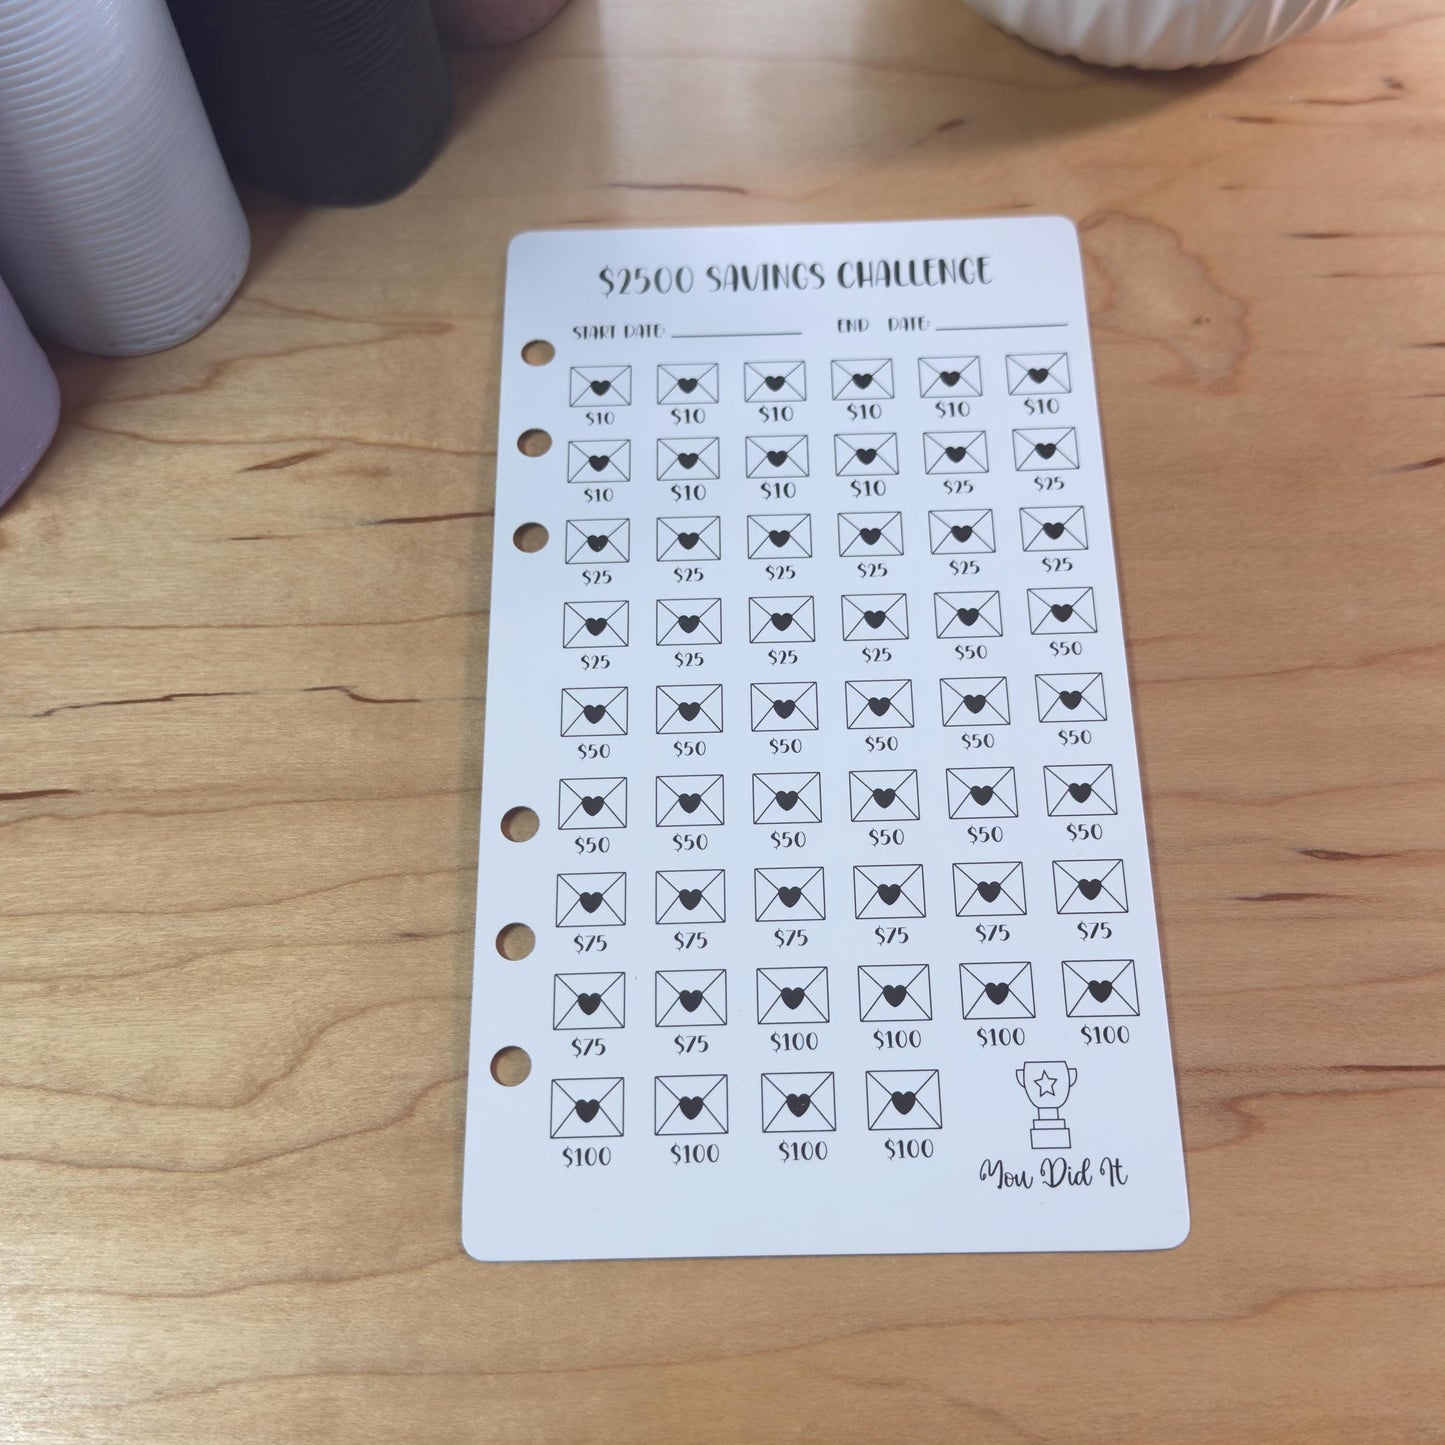 $2500 SAVINGS CHALLENGE
START DATE: END DATE:
$10 $10 $10 $10 $10 $10
$10 $10 $10 $10 $25 $25
$25 $25 $25 $25 $25 $25
$25 $25 $25 $25 $50 $50
$50 $50 $50 $50 $50 $50
$50 $50 $50 $50 $50 $50
$75 $75 $75 $75 $75 $75
$75 $75 $100 $100 $100 $100
$100 $100 $100 $100
You Did It